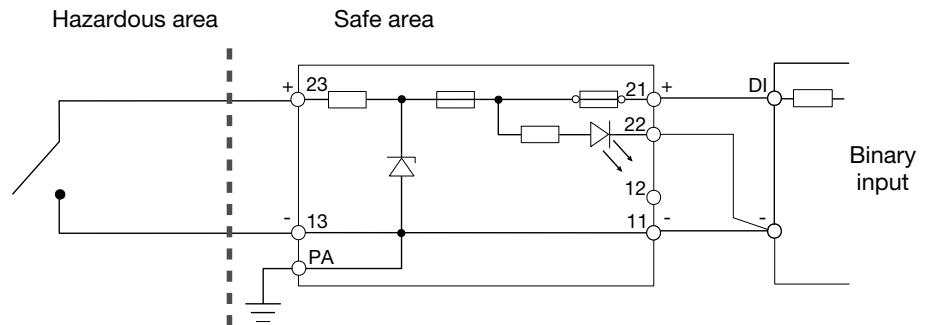 Hazardous area
Safe area
+ 23
21 +
DI
22
Binary
input
12
- 13
11 -
-
PA